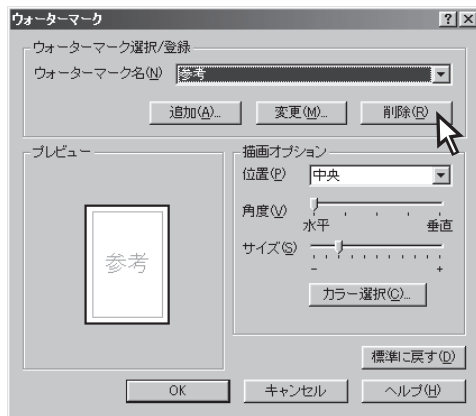 ウォーターマーク
ウォーターマーク選択/登録
ウォーターマーク名(N) 参考
追加(A)... 変更(M)... 削除(R)
プレビュー
参考
描画オプション
位置(P) 中央
角度(V)
水平 垂直
サイズ(S)
- +
カラー選択(C)...
標準に戻す(D)
OK キャンセル ヘルプ(H)